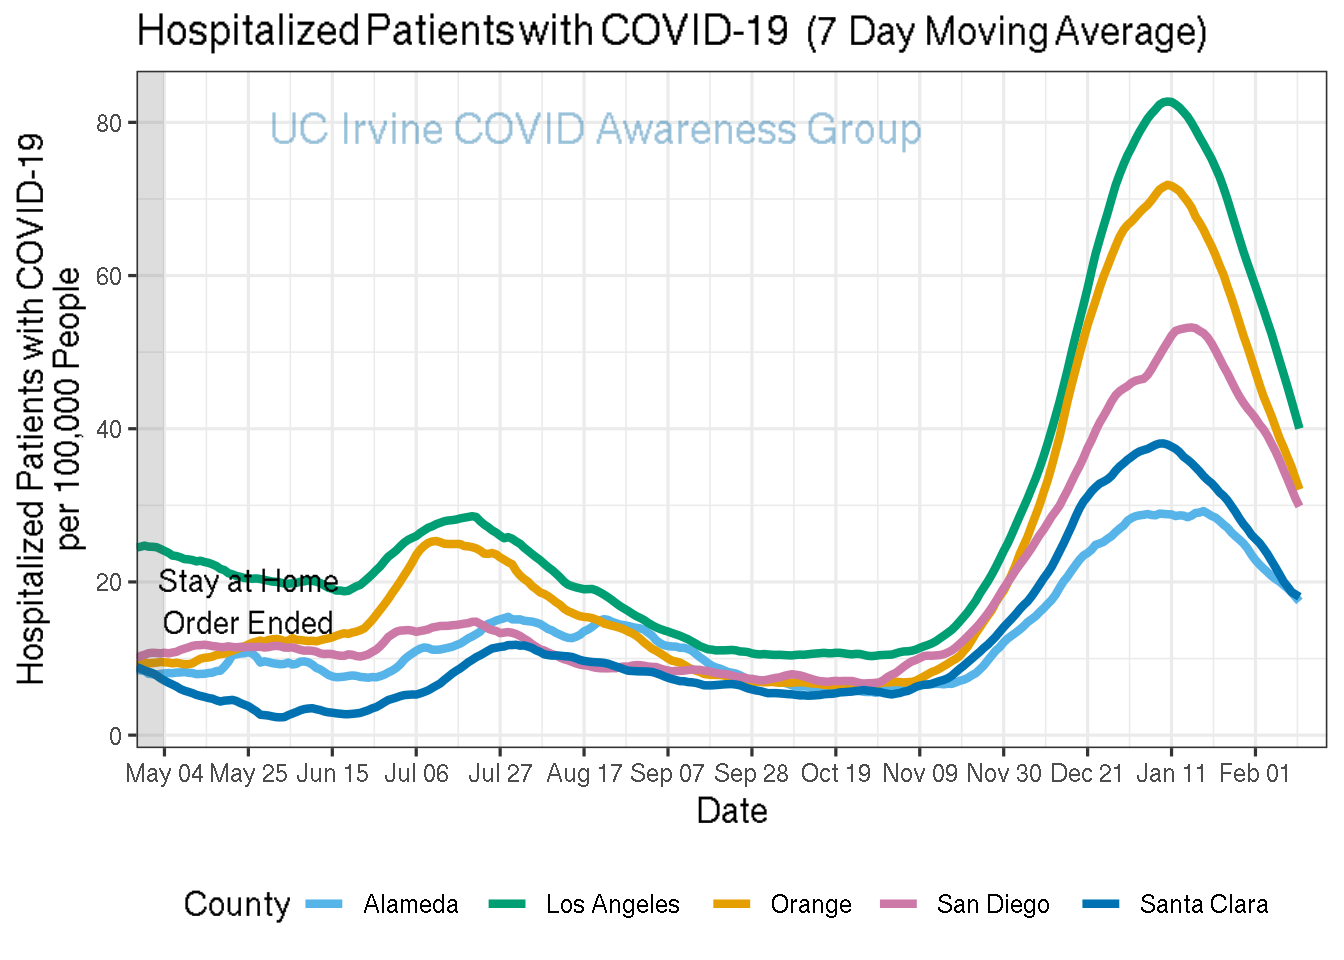 Hospitalized Patients with COVID-19 (7 Day Moving Average)
Hospitalized Patients with COVID-19
per 100,000 People
80
60
40
20
0
UC Irvine COVID Awareness Group
Stay at Home
Order Ended
May 04 May 25 Jun 15 Jul 06 Jul 27 Aug 17 Sep 07 Sep 28 Oct 19 Nov 09 Nov 30 Dec 21 Jan 11 Feb 01
Date
County Alameda Los Angeles Orange San Diego Santa Clara